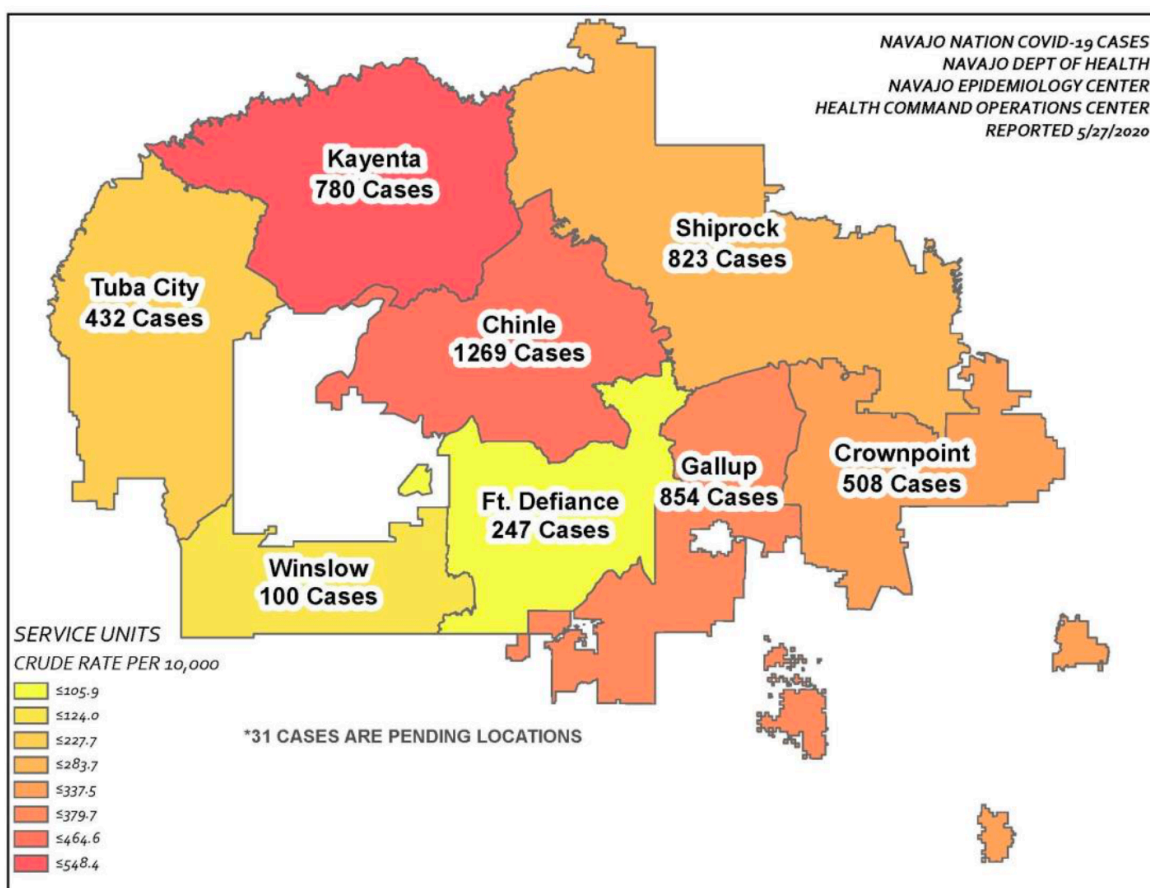 NAVAJO NATION COVID-19 CASES
NAVAJO DEPT OF HEALTH
NAVAJO EPIDEMIOLOGY CENTER
HEALTH COMMAND OPERATIONS CENTER
REPORTED 5/27/2020
Kayenta
780 Cases
Shiprock
823 Cases
Tuba City
432 Cases
Chinle
1269 Cases
Gallup
854 Cases
Crownpoint
508 Cases
Ft. Defiance
247 Cases
Winslow
100 Cases
SERVICE UNITS
CRUDE RATE PER 10,000
≤105.9
≤124.0
≤227.7
≤283.7
≤337.5
≤379.7
≤464.6
≤548.4
*31 CASES ARE PENDING LOCATIONS